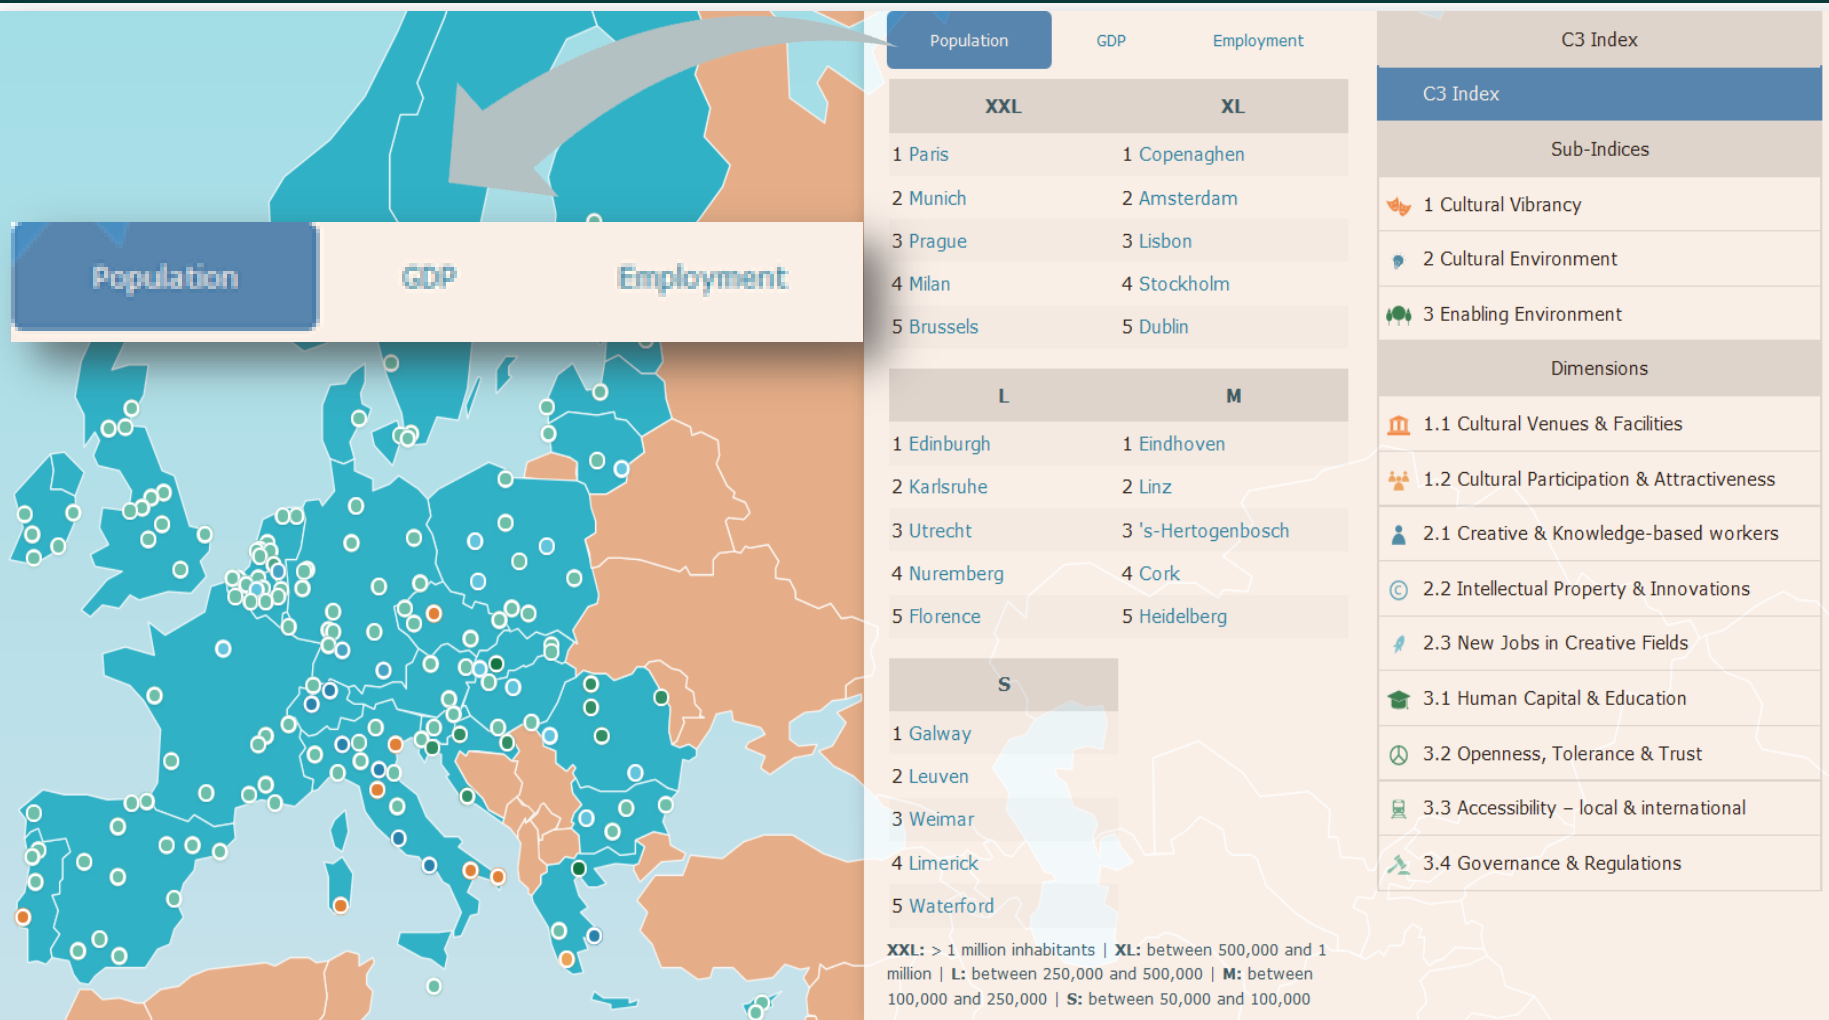 Population GDP Employment
Population GDP Employment
XXL XL
1 Paris 1 Copenaghen
2 Munich 2 Amsterdam
3 Prague 3 Lisbon
4 Milan 4 Stockholm
5 Brussels 5 Dublin
L M
1 Edinburgh 1 Eindhoven
2 Karlsruhe 2 Linz
3 Utrecht 3 's-Hertogenbosch
4 Nuremberg 4 Cork
5 Florence 5 Heidelberg
S
1 Galway
2 Leuven
3 Weimar
4 Limerick
5 Waterford
XXL: > 1 million inhabitants | XL: between 500,000 and 1
million | L: between 250,000 and 500,000 | M: between
100,000 and 250,000 | S: between 50,000 and 100,000
C3 Index
C3 Index
Sub-Indices
1 Cultural Vibrancy
2 Cultural Environment
3 Enabling Environment
Dimensions
1.1 Cultural Venues & Facilities
1.2 Cultural Participation & Attractiveness
2.1 Creative & Knowledge-based workers
2.2 Intellectual Property & Innovations
2.3 New Jobs in Creative Fields
3.1 Human Capital & Education
3.2 Openness, Tolerance & Trust
3.3 Accessibility – local & international
3.4 Governance & Regulations